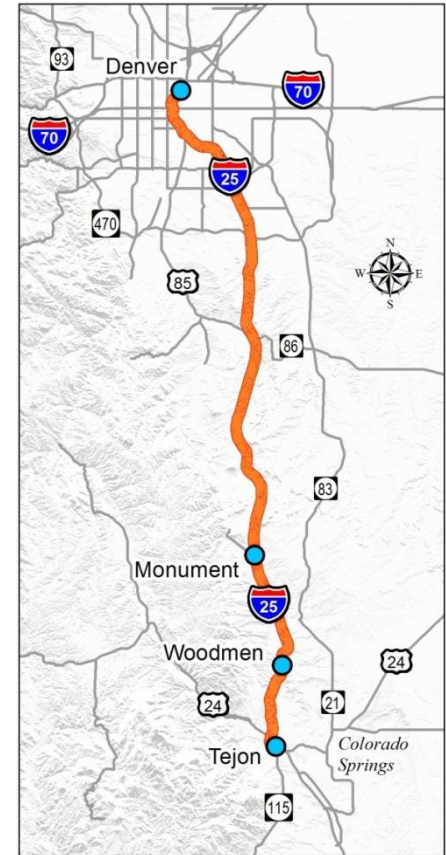 93
Denver
70
70
25
470
N
W E
S
85
86
83
Monument
25
Woodmen
24
24
21
Tejon
Colorado
Springs
115